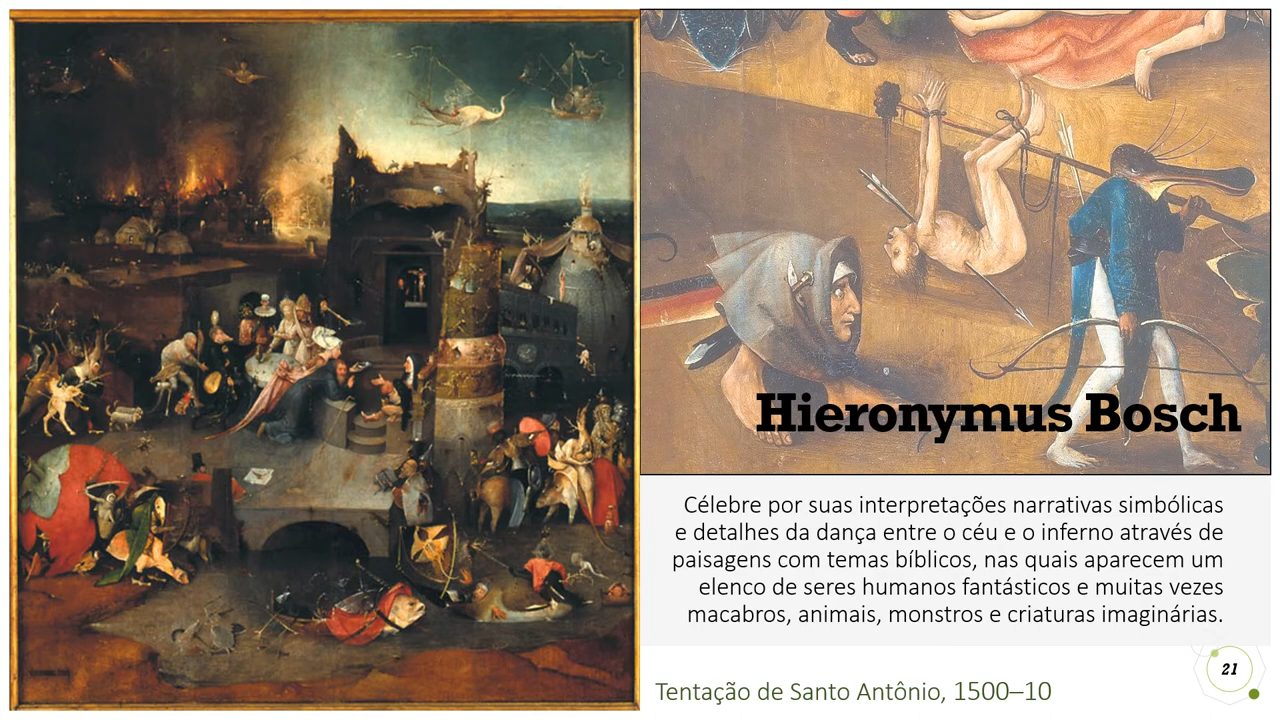 Hieronymus Bosch
Célebre por suas interpretações narrativas simbólicas
e detalhes da dança entre o céu e o inferno através de
paisagens com temas bíblicos, nas quais aparecem um
elenco de seres humanos fantásticos e muitas vezes
macabros, animais, monstros e criaturas imaginárias.
21
Tentação de Santo Antônio, 1500–10